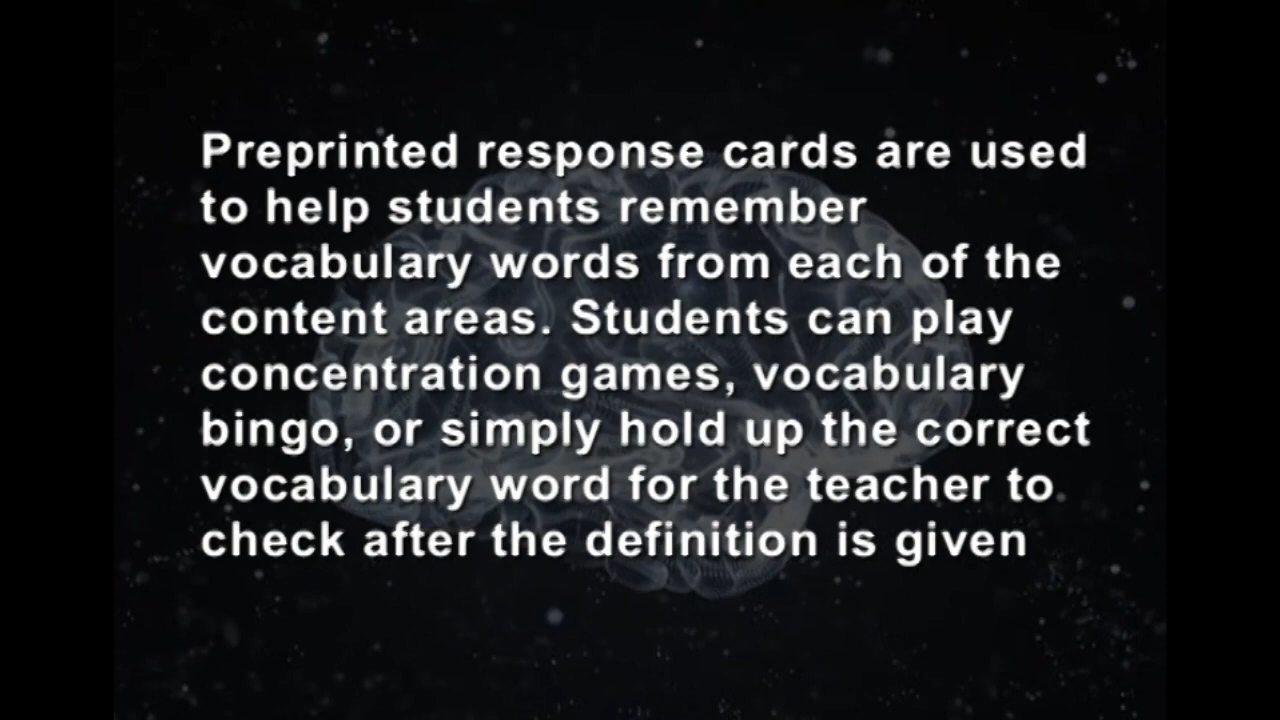 Preprinted response cards are used
to help students remember
vocabulary words from each of the
content areas. Students can play
concentration games, vocabulary
bingo, or simply hold up the correct
vocabulary word for the teacher to
check after the definition is given